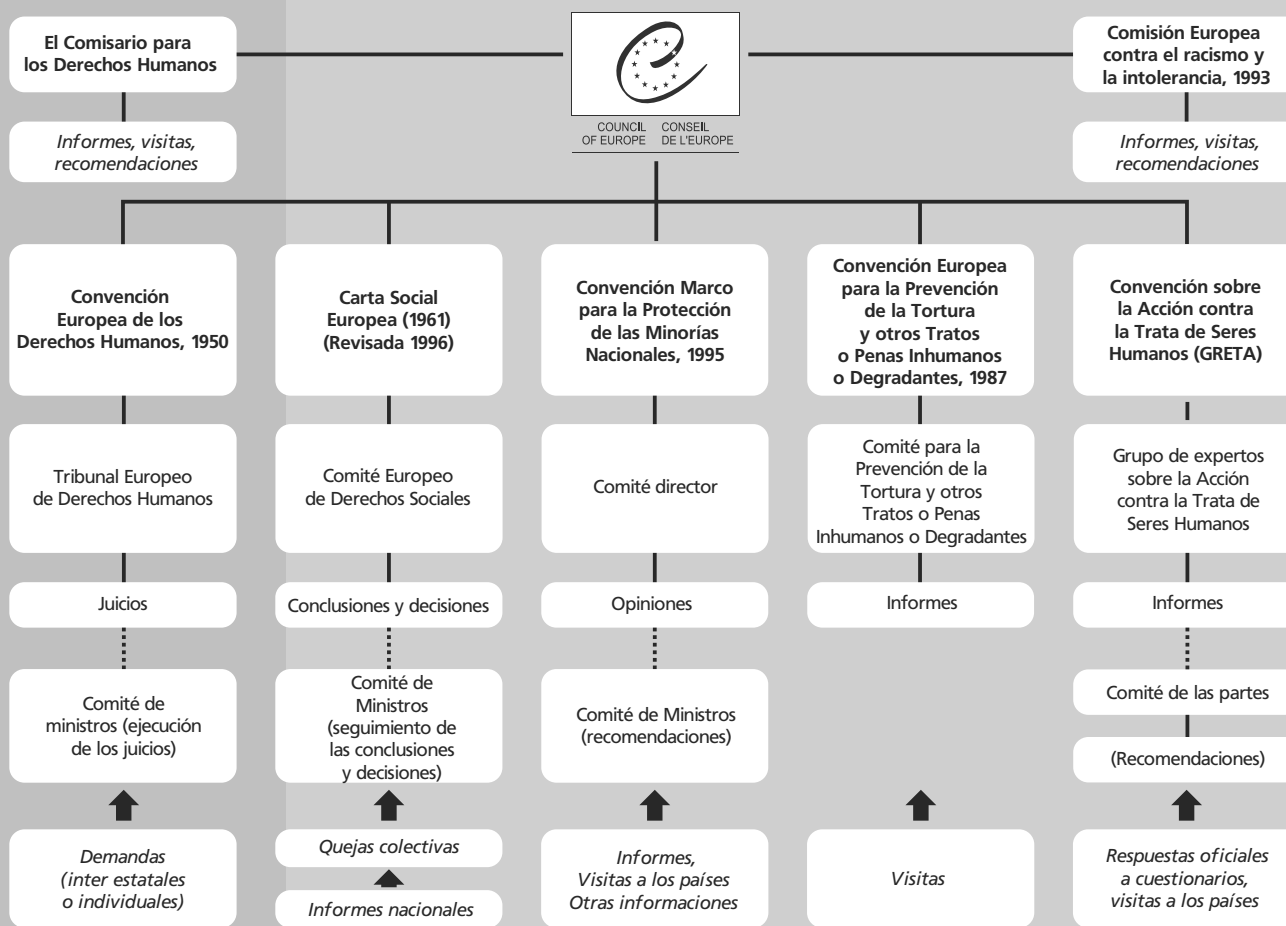 El Comisario para
los Derechos Humanos
Informes, visitas,
recomendaciones
COUNCIL OF EUROPE
CONSEIL DE L'EUROPE
Comisión Europea
contra el racismo y
la intolerancia, 1993
Informes, visitas,
recomendaciones
Convención
Europea de los
Derechos Humanos, 1950
Carta Social
Europea (1961)
(Revisada 1996)
Convención Marco
para la Protección
de las Minorías
Nacionales, 1995
Convención Europea
para la Prevención
de la Tortura
y otros Tratos
o Penas Inhumanos
o Degradantes, 1987
Convención sobre
la Acción contra
la Trata de Seres
Humanos (GRETA)
Tribunal Europeo
de Derechos Humanos
Comité Europeo
de Derechos Sociales
Comité director
Comité para la
Prevención de la
Tortura y otros
Tratos o Penas
Inhumanos o Degradantes
Grupo de expertos
sobre la Acción
contra la Trata de
Seres Humanos
Juicios
Conclusiones y decisiones
Opiniones
Informes
Informes
Comité de
ministros (ejecución
de los juicios)
Comité de
Ministros
(seguimiento de
las conclusiones
y decisiones)
Comité de Ministros
(recomendaciones)
Comité de las partes
(Recomendaciones)
Demandas
(inter estatales
o individuales)
Quejas colectivas
Informes nacionales
Informes,
Visitas a los países
Otras informaciones
Visitas
Respuestas oficiales
a cuestionarios,
visitas a los países